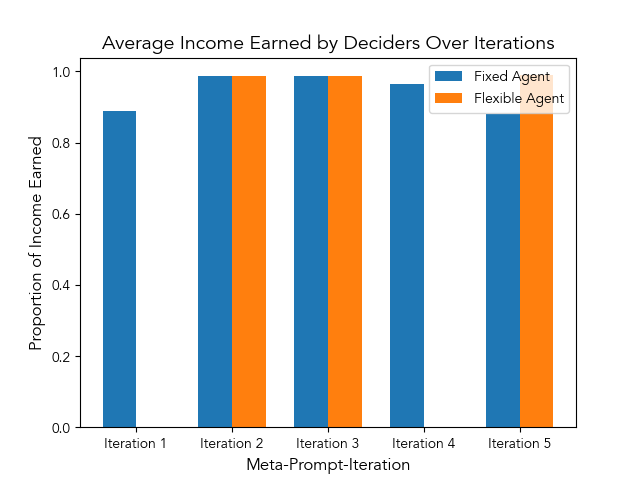 Average Income Earned by Deciders Over Iterations
Fixed Agent
Flexible Agent
1.0
0.8
0.6
0.4
0.2
0.0
Proportion of Income Earned
Iteration 1
Iteration 2
Iteration 3
Iteration 4
Iteration 5
Meta-Prompt-Iteration